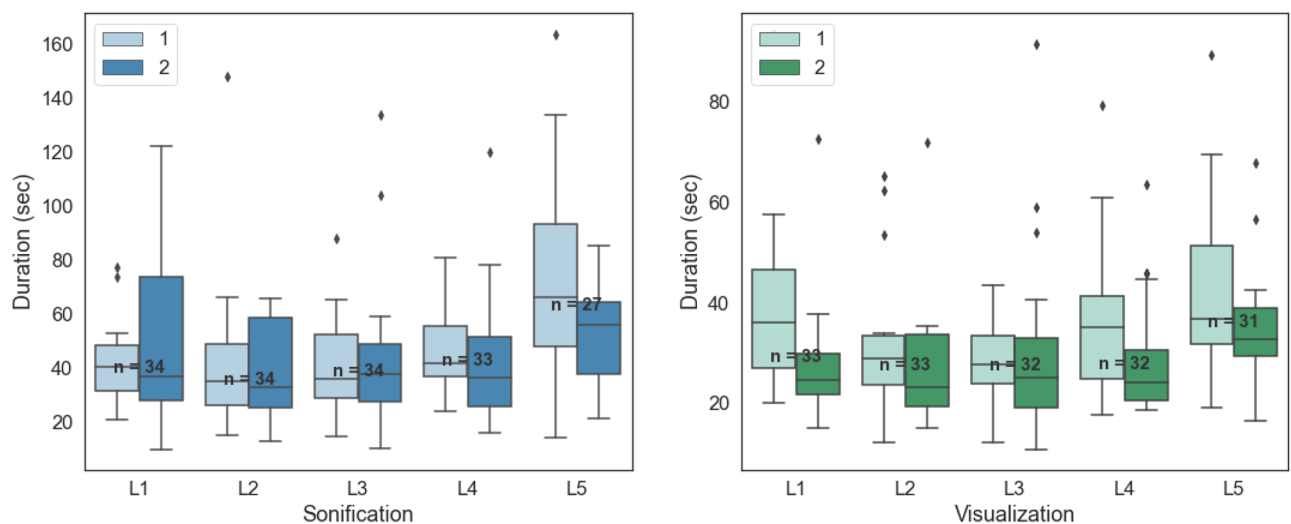 1
2
160
140
120
100
80
60
40
20
Duration (sec)
n = 34
n = 34
n = 34
n = 33
n = 27
L1 L2 L3 L4 L5
Sonification
1
2
80
60
40
20
Duration (sec)
n = 33
n = 33
n = 32
n = 32
n = 31
L1 L2 L3 L4 L5
Visualization